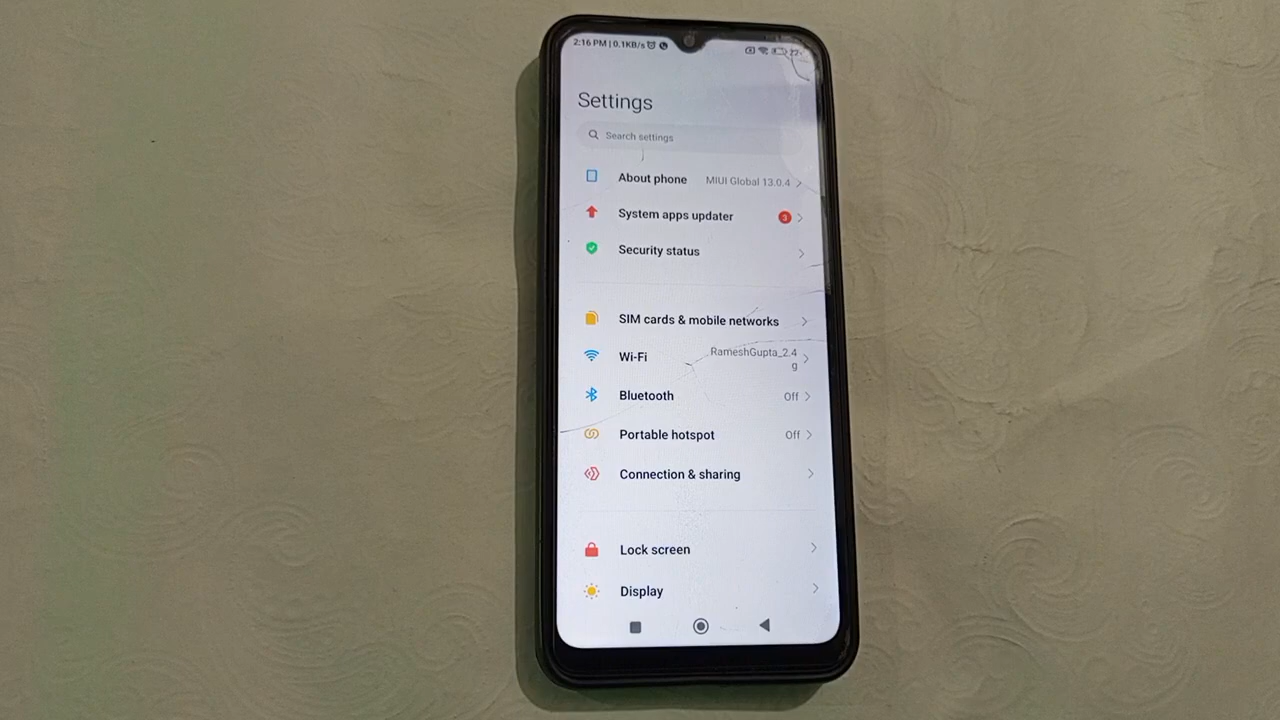 2:16 PM | 0.1KB/s
Settings
Search settings
About phone MIUI Global 13.0.4
System apps updater 3
Security status
SIM cards & mobile networks
Wi-Fi RameshGupta_2.4
g
Bluetooth Off
Portable hotspot Off
Connection & sharing
Lock screen
Display